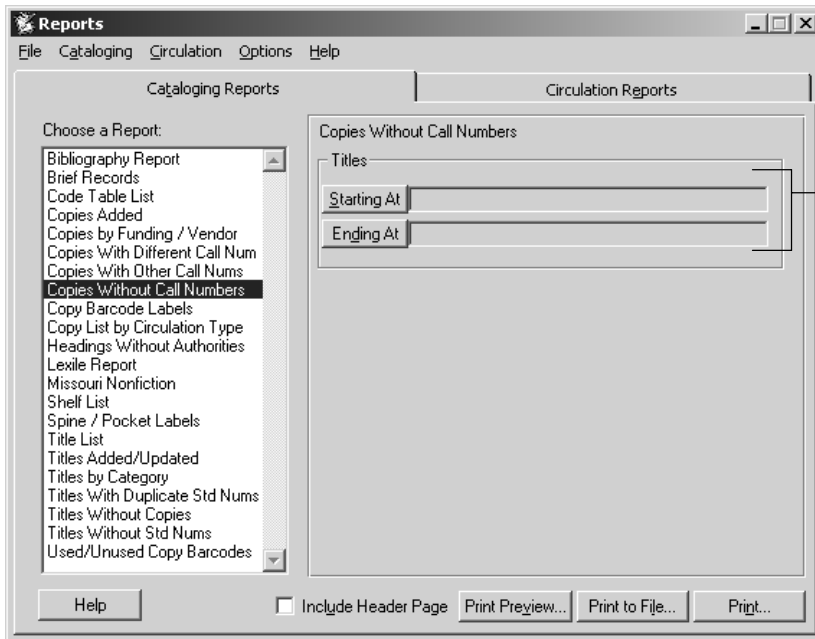 Reports
File Cataloging Circulation Options Help
Cataloging Reports
Circulation Reports
Choose a Report:
Bibliography Report
Brief Records
Code Table List
Copies Added
Copies by Funding / Vendor
Copies With Different Call Num
Copies With Other Call Nums
Copies Without Call Numbers
Copy Barcode Labels
Copy List by Circulation Type
Headings Without Authorities
Lexile Report
Missouri Nonfiction
Shelf List
Spine / Pocket Labels
Title List
Titles Added/Updated
Titles by Category
Titles With Duplicate Std Nums
Titles Without Copies
Titles Without Std Nums
Used/Unused Copy Barcodes
Copies Without Call Numbers
Titles
Starting At
Ending At
Help
Include Header Page
Print Preview...
Print to File...
Print...